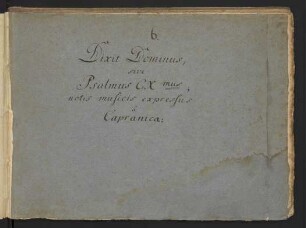 6.
Dixit Dominus,
seu
Psalmus CX mus
notis musicis expressus
à
Capranica: